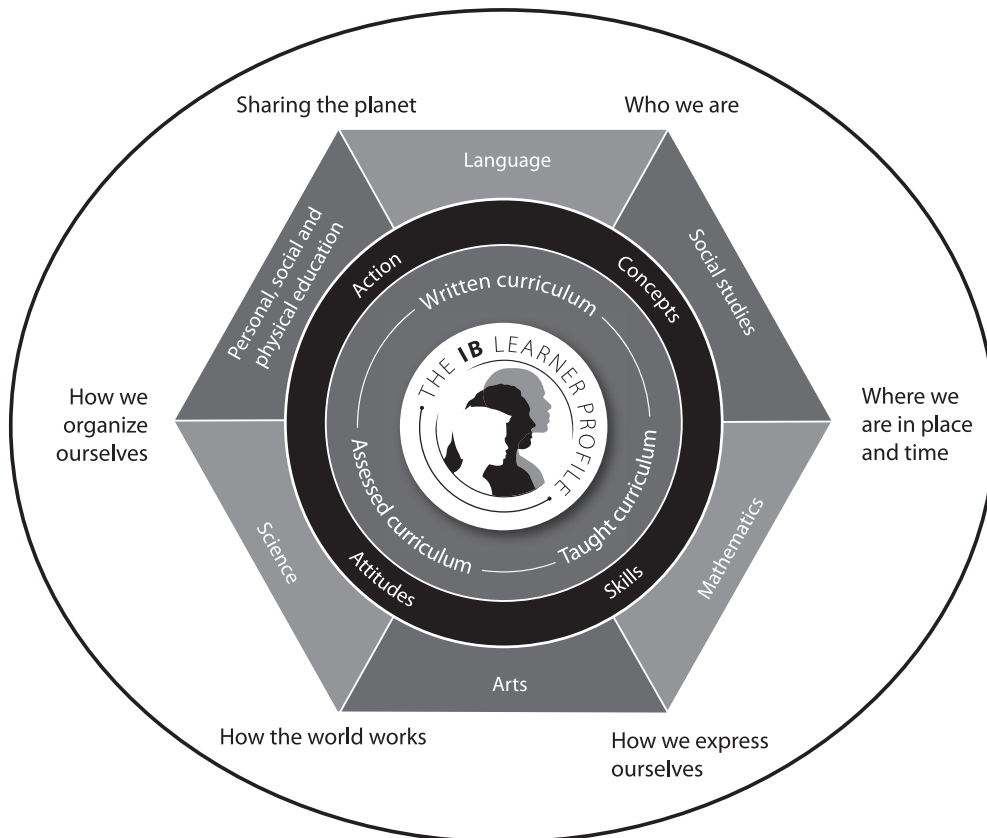 Sharing the planet
Who we are
Language
Personal, social and
physical education
Social studies
Action
Concepts
Written curriculum
THE IB LEARNER PROFILE
How we
organize
ourselves
Where we
are in place
and time
Assessed curriculum
Taught curriculum
Science
Mathematics
Attitudes
Skills
Arts
How the world works
How we express
ourselves